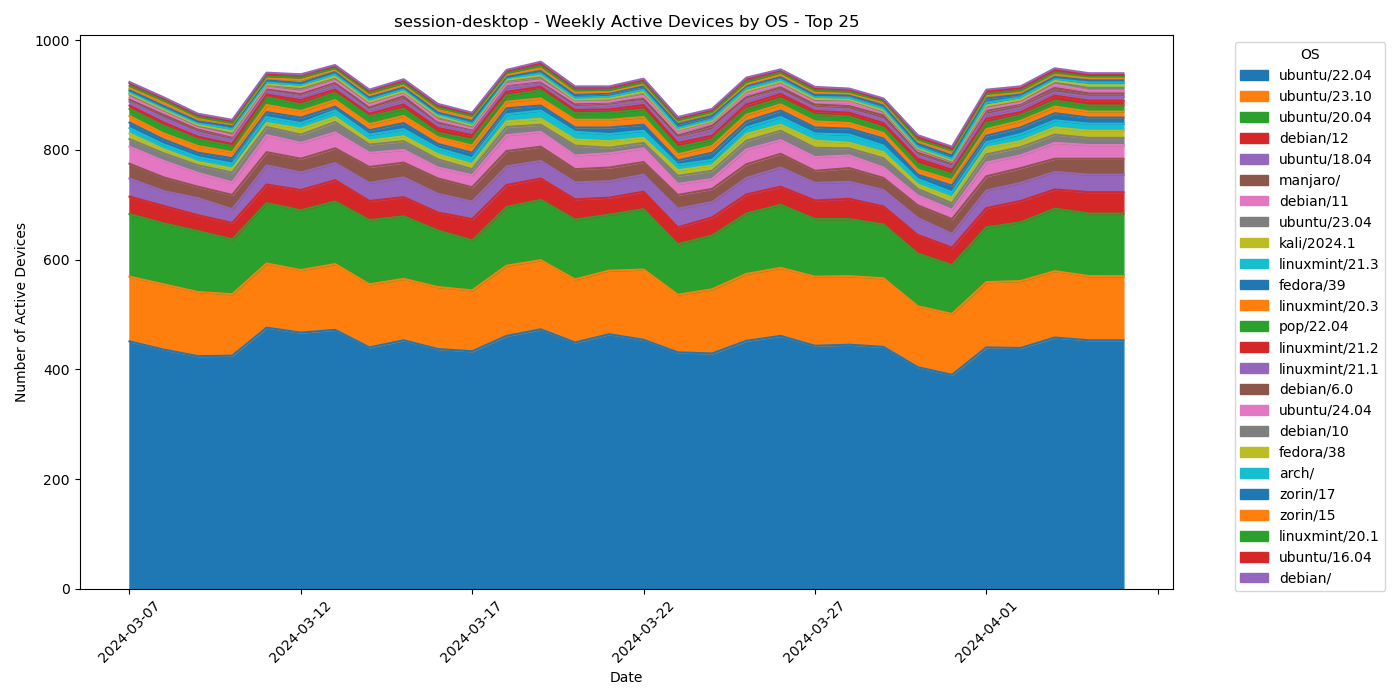 session-desktop - Weekly Active Devices by OS - Top 25
Number of Active Devices
1000
800
600
400
200
0
2024-03-07
2024-03-12
2024-03-17
2024-03-22
2024-03-27
2024-04-01
Date
OS
ubuntu/22.04
ubuntu/23.10
ubuntu/20.04
debian/12
ubuntu/18.04
manjaro/
debian/11
ubuntu/23.04
kali/2024.1
linuxmint/21.3
fedora/39
linuxmint/20.3
pop/22.04
linuxmint/21.2
linuxmint/21.1
debian/6.0
ubuntu/24.04
debian/10
fedora/38
arch/
zorin/17
zorin/15
linuxmint/20.1
ubuntu/16.04
debian/